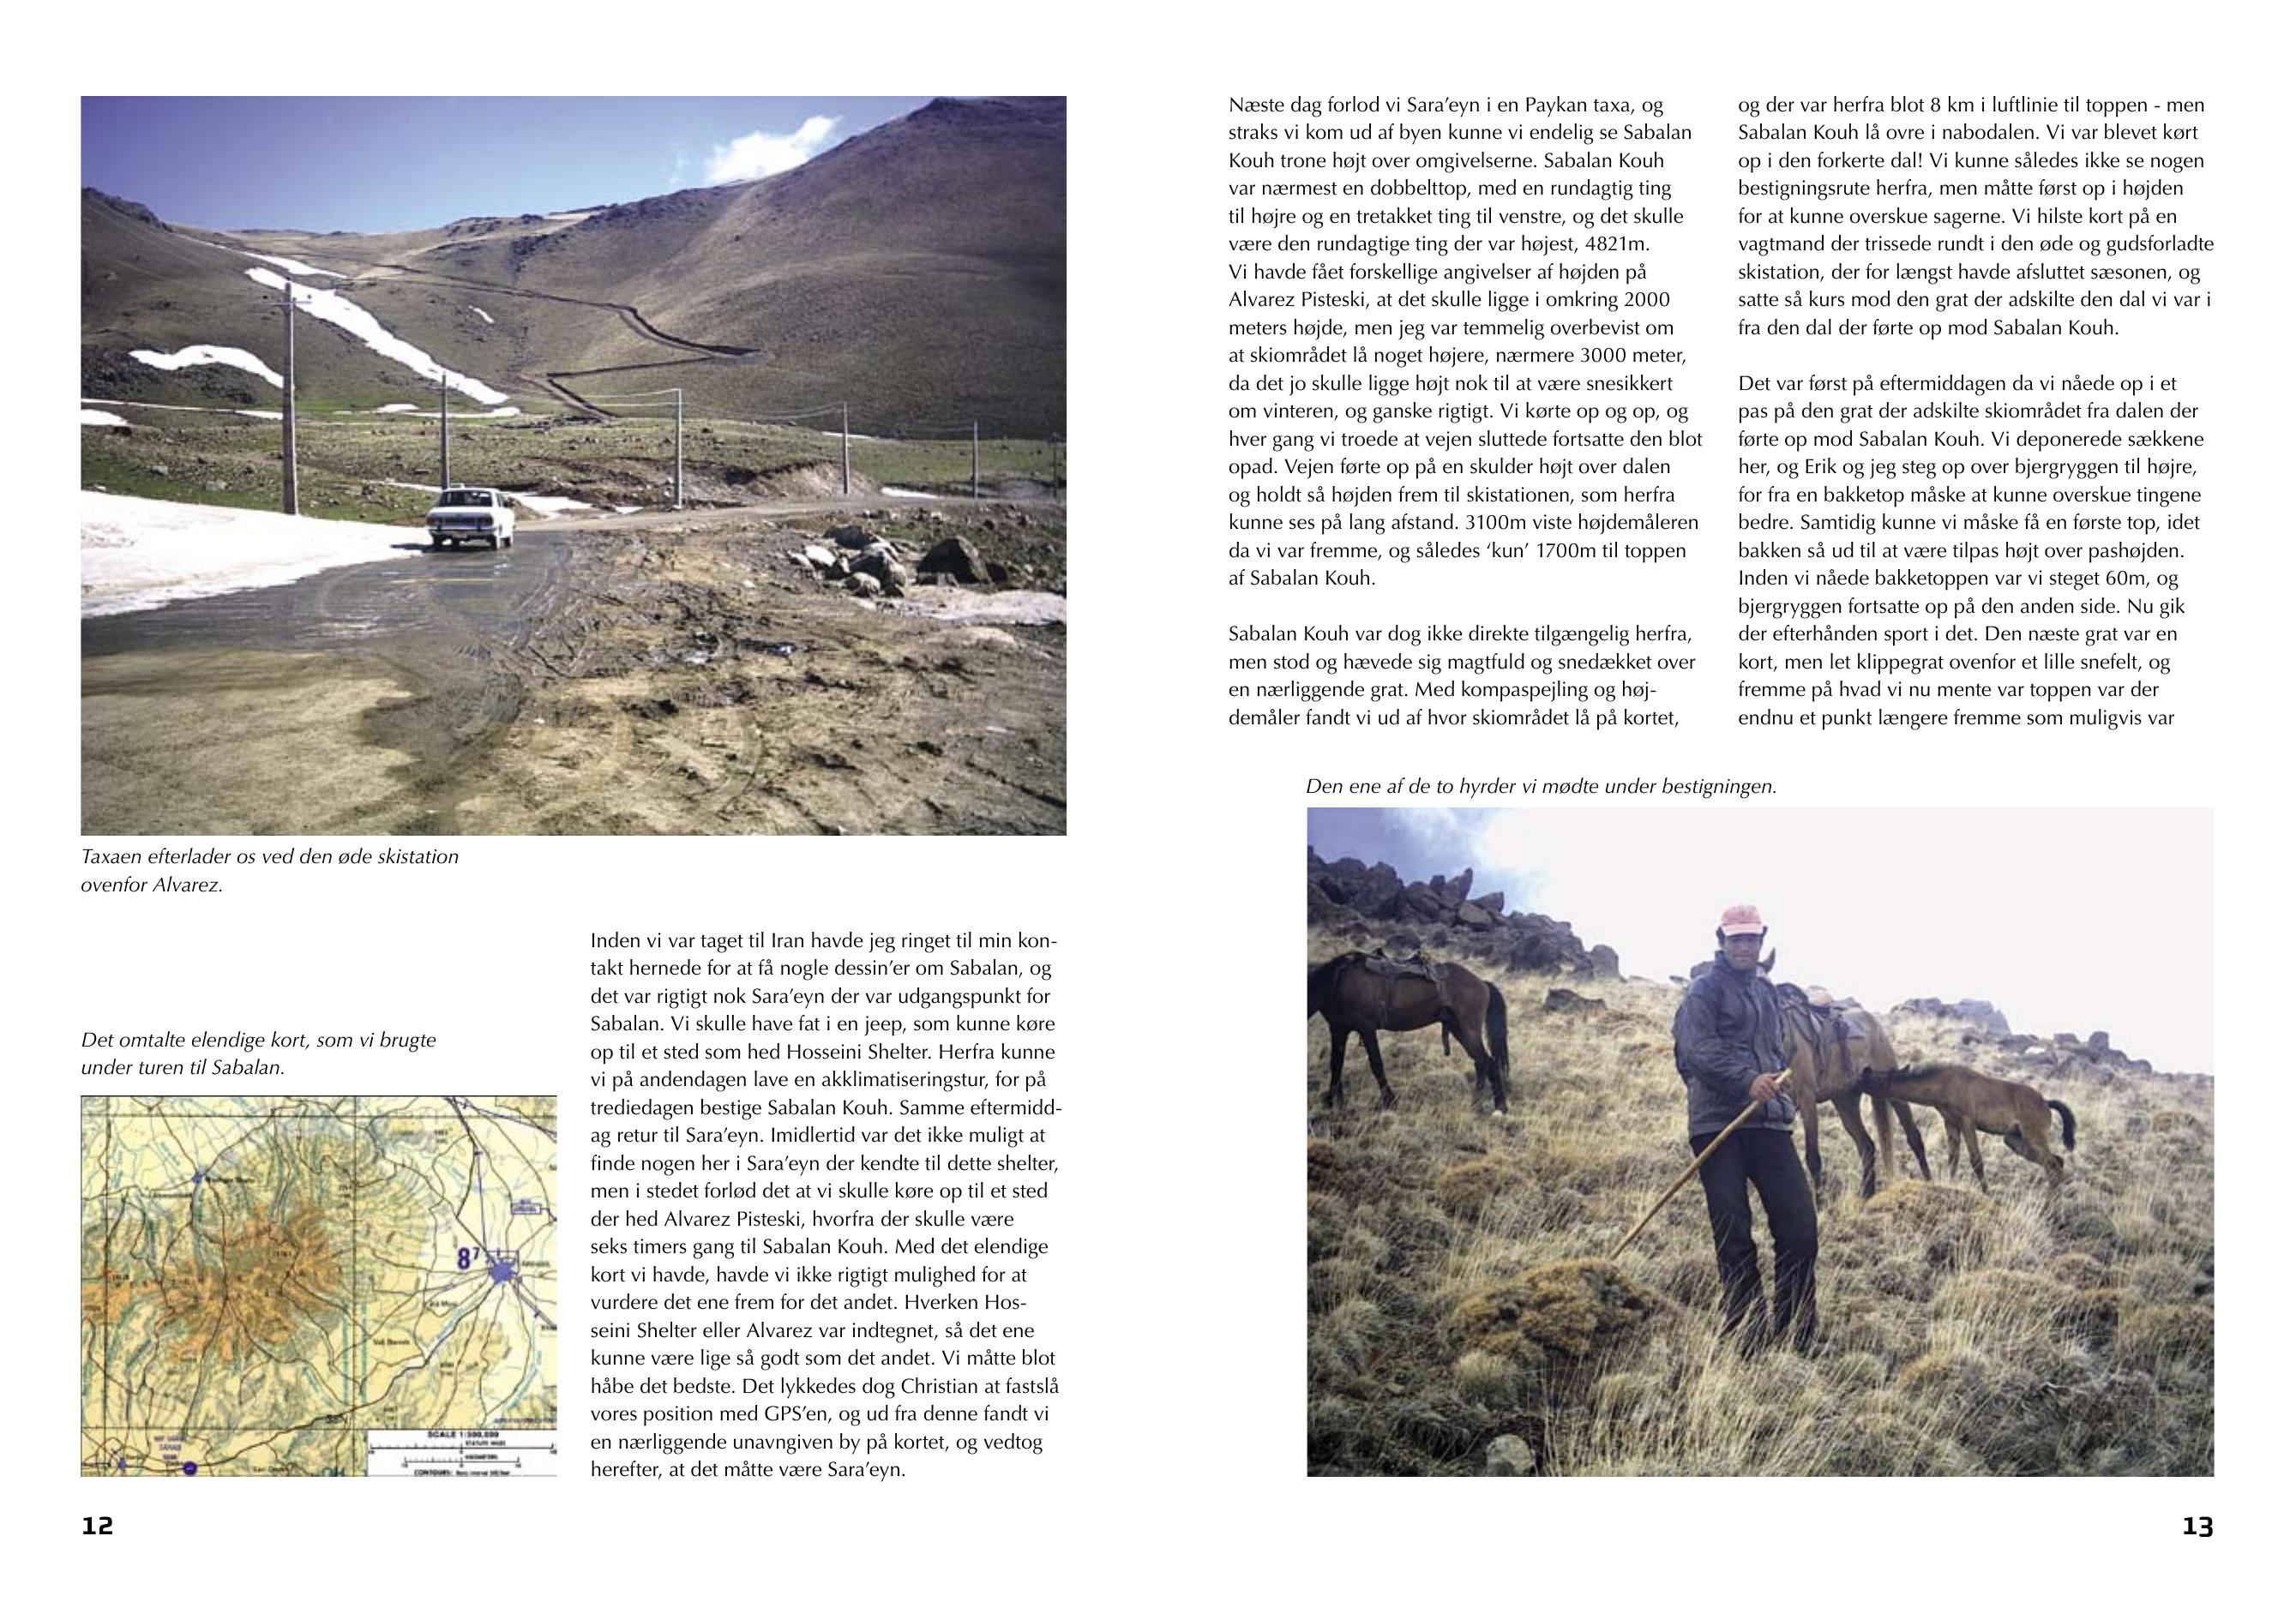 Taxaen efterlader os ved den øde skistation
ovenfor Alvarez.
Det omtalte elendige kort, som vi brugte
under turen til Sabalan.
8⁷
SCALE 1:500,000
Inden vi var taget til Iran havde jeg ringet til min kon-
takt hernede for at få nogle dessin’er om Sabalan, og
det var rigtigt nok Sara’eyn der var udgangspunkt for
Sabalan. Vi skulle have fat i en jeep, som kunne køre
op til et sted som hed Hosseini Shelter. Herfra kunne
vi på andendagen lave en akklimatiseringstur, for på
trediedagen bestige Sabalan Kouh. Samme eftermidd-
ag retur til Sara’eyn. Imidlertid var det ikke muligt at
finde nogen her i Sara’eyn der kendte til dette shelter,
men i stedet forlød det at vi skulle køre op til et sted
der hed Alvarez Pisteski, hvorfra der skulle være
seks timers gang til Sabalan Kouh. Med det elendige
kort vi havde, havde vi ikke rigtigt mulighed for at
vurdere det ene frem for det andet. Hverken Hos-
seini Shelter eller Alvarez var indtegnet, så det ene
kunne være lige så godt som det andet. Vi måtte blot
håbe det bedste. Det lykkedes dog Christian at fastslå
vores position med GPS’en, og ud fra denne fandt vi
en nærliggende unavngiven by på kortet, og vedtog
herefter, at det måtte være Sara’eyn.
12
Næste dag forlod vi Sara’eyn i en Paykan taxa, og
straks vi kom ud af byen kunne vi endelig se Sabalan
Kouh trone højt over omgivelserne. Sabalan Kouh
var nærmest en dobbelttop, med en rundagtig ting
til højre og en tretakket ting til venstre, og det skulle
være den rundagtige ting der var højest, 4821m.
Vi havde fået forskellige angivelser af højden på
Alvarez Pisteski, at det skulle ligge i omkring 2000
meters højde, men jeg var temmelig overbevist om
at skiområdet lå noget højere, nærmere 3000 meter,
da det jo skulle ligge højt nok til at være snesikkert
om vinteren, og ganske rigtigt. Vi kørte op og op, og
hver gang vi troede at vejen sluttede fortsatte den blot
opad. Vejen førte op på en skulder højt over dalen
og holdt så højden frem til skistationen, som herfra
kunne ses på lang afstand. 3100m viste højdemåleren
da vi var fremme, og således ‘kun’ 1700m til toppen
af Sabalan Kouh.
Sabalan Kouh var dog ikke direkte tilgængelig herfra,
men stod og hævede sig magtfuld og snedækket over
en nærliggende grat. Med kompaspejling og høj-
demåler fandt vi ud af hvor skiområdet lå på kortet,
og der var herfra blot 8 km i luftlinie til toppen - men
Sabalan Kouh lå ovre i nabodalen. Vi var blevet kørt
op i den forkerte dal! Vi kunne således ikke se nogen
bestigningsrute herfra, men måtte først op i højden
for at kunne overskue sagerne. Vi hilste kort på en
vagtmand der trissede rundt i den øde og gudsforladte
skistation, der for længst havde afsluttet sæsonen, og
satte så kurs mod den grat der adskilte den dal vi var i
fra den dal der førte op mod Sabalan Kouh.
Det var først på eftermiddagen da vi nåede op i et
pas på den grat der adskilte skiområdet fra dalen der
førte op mod Sabalan Kouh. Vi deponerede sækkene
her, og Erik og jeg steg op over bjergryggen til højre,
for fra en bakketop måske at kunne overskue tingene
bedre. Samtidig kunne vi måske få en første top, idet
bakken så ud til at være tilpas højt over pashøjden.
Inden vi nåede bakketoppen var vi steget 60m, og
bjergryggen fortsatte op på den anden side. Nu gik
der efterhånden sport i det. Den næste grat var en
kort, men let klippegrat ovenfor et lille snefelt, og
fremme på hvad vi nu mente var toppen var der
endnu et punkt længere fremme som muligvis var
Den ene af de to hyrder vi mødte under bestigningen.
13